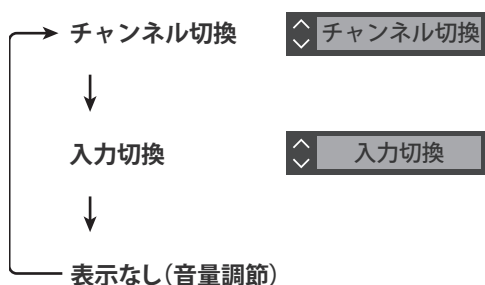 チャンネル切換 チャンネル切換
入力切換 入力切換
表示なし（音量調節）